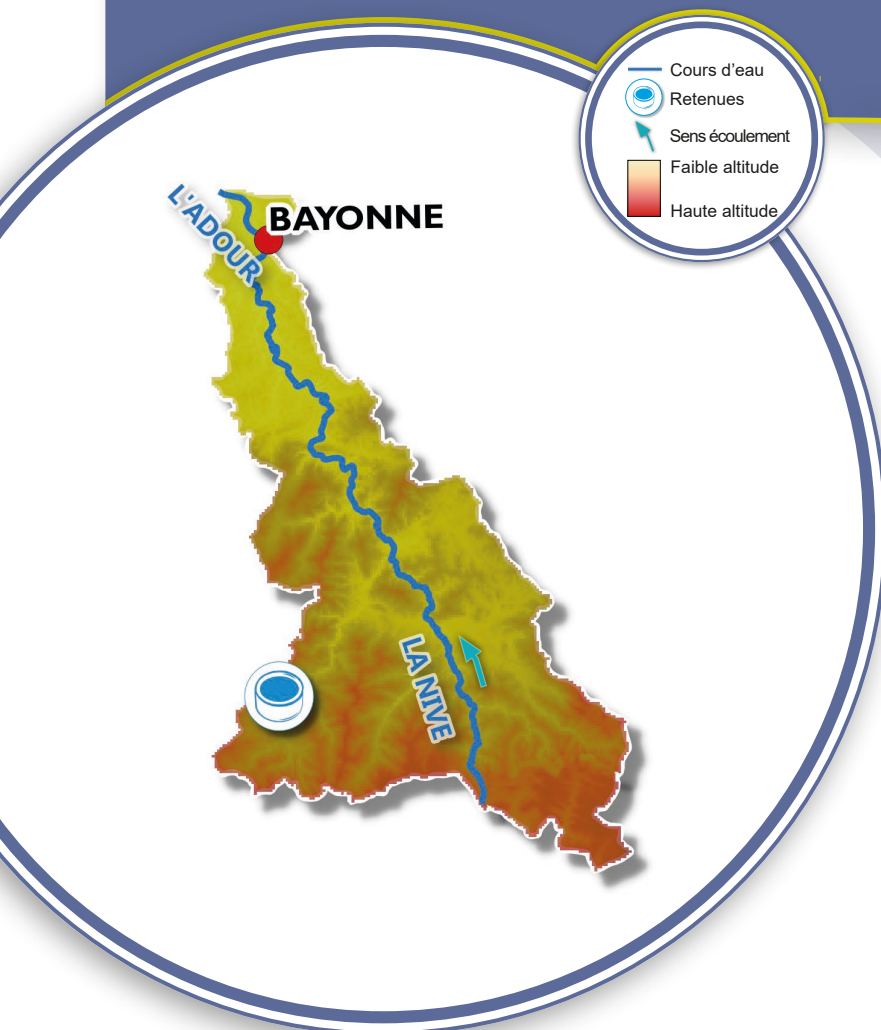 Cours d'eau
Retenues
Sens écoulement
Faible altitude
Haute altitude
L'ADOUR
BAYONNE
LA NIVE